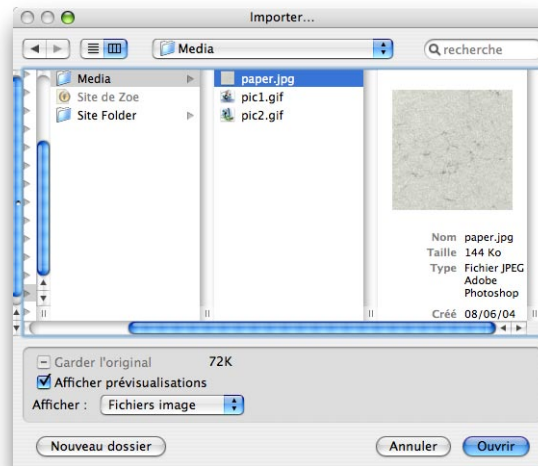 Importer...
Media
recherche
Media
Site de Zoe
Site Folder
paper.jpg
pic1.gif
pic2.gif
Nom paper.jpg
Taille 144 Ko
Type Fichier JPEG
Adobe
Photoshop
Créé 08/06/04
Garder l'original 72K
Afficher prévisualisations
Afficher : Fichiers image
Nouveau dossier Annuler Ouvrir